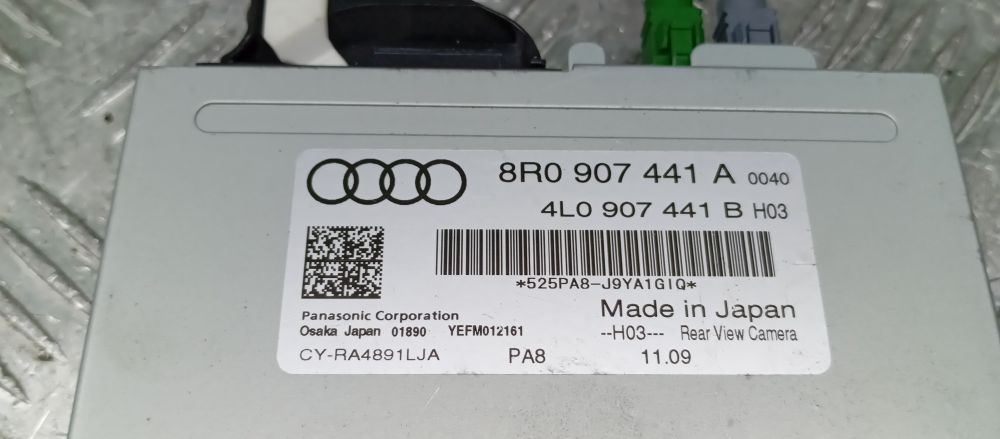 8R0 907 441 A 0040
4L0 907 441 B H03
*525PA8-J9YA1GIQ*
Panasonic Corporation
Made in Japan
Osaka Japan 01890 YEFM012161
--H03--- Rear View Camera
CY-RA4891LJA PA8 11.09